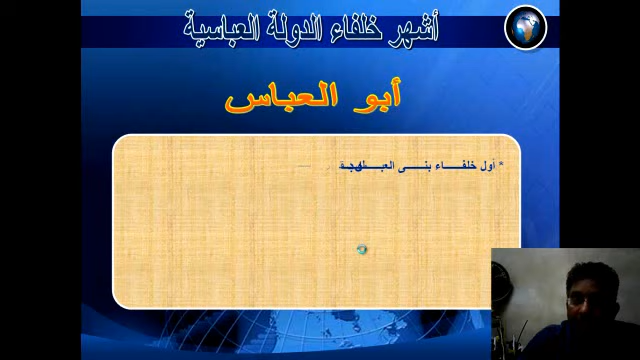 أشهر خلفاء الدولة العباسية
أبو العباس
* أول خلفاء بنى